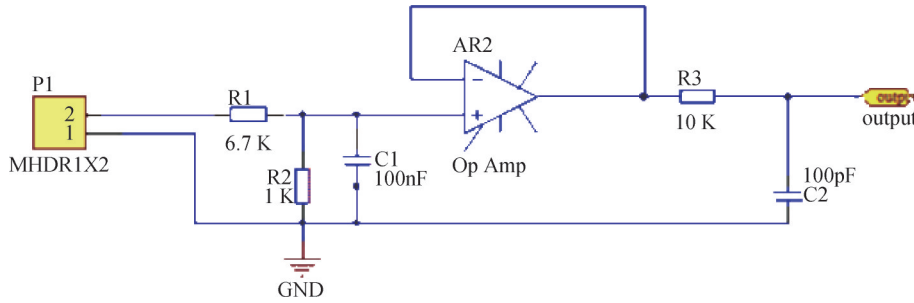 P1
2
1
MHDR1X2
R1
6.7 K
R2
1 K
C1
100nF
GND
AR2
−
+
Op Amp
R3
10 K
output
output
100pF
C2